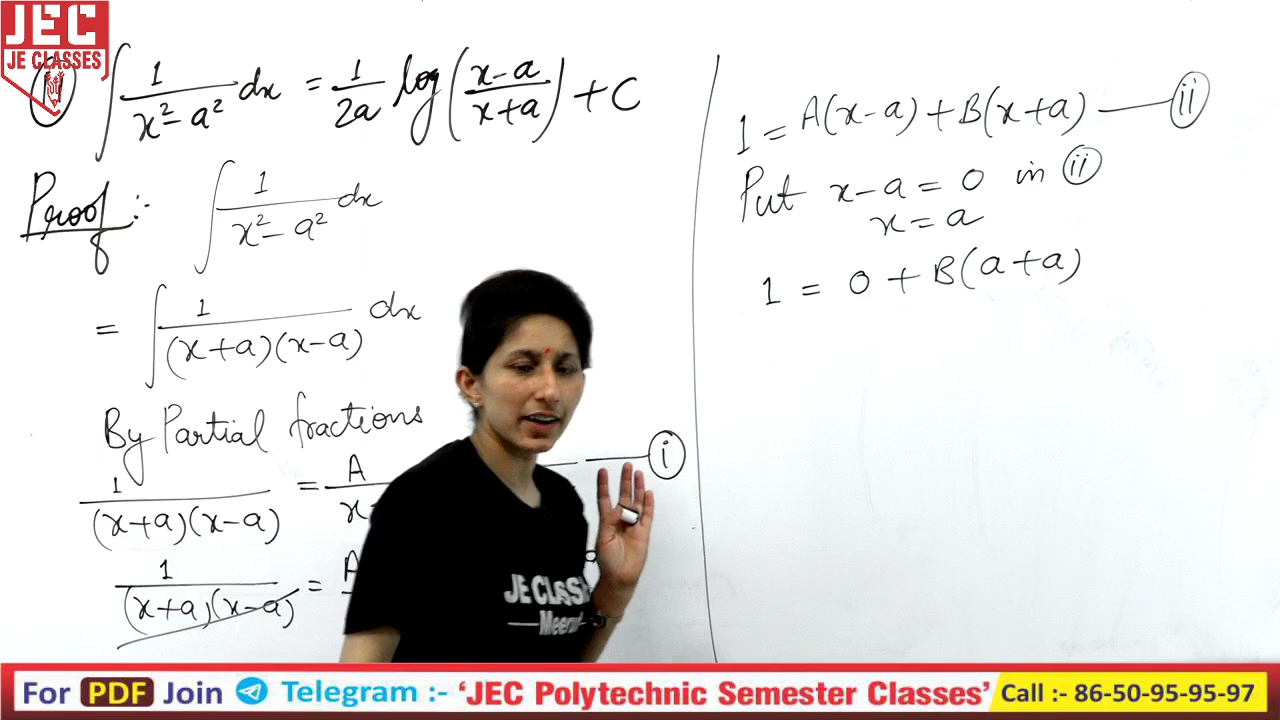 JEC
JE CLASSES
∫ 1/(x² - a²) dx = 1/2a log((x-a)/(x+a)) + C
Proof :-
∫ 1/(x² - a²) dx
= ∫ 1/((x+a)(x-a)) dx
By Partial fractions
1/((x+a)(x-a)) = A/x ——— (i)
1/((x+a)(x-a)) = A
1 = A(x-a) + B(x+a) ——— (ii)
Put x-a = 0 in (ii)
x = a
1 = 0 + B(a+a)
JE CLASS
For PDF Join Telegram :- 'JEC Polytechnic Semester Classes' Call :- 86-50-95-95-97